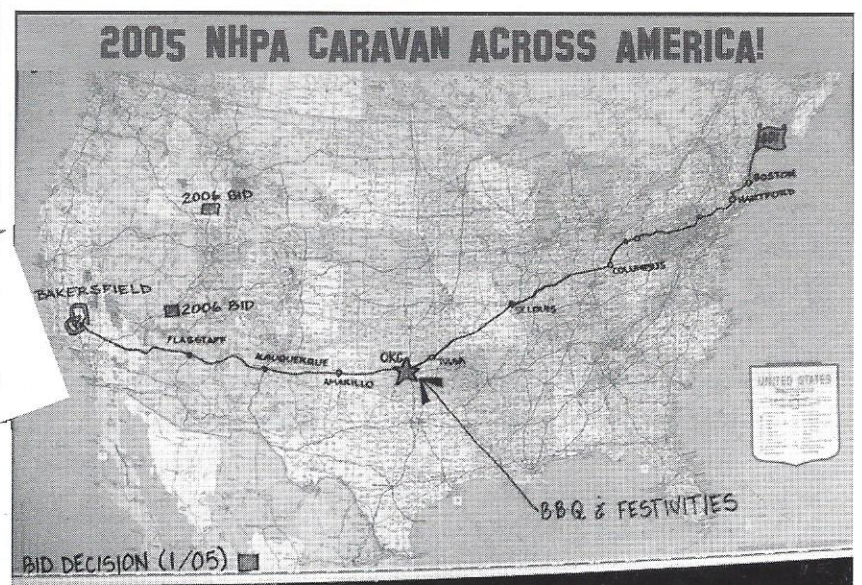 2005 NHPA CARAVAN ACROSS AMERICA!
BOSTON
HARTFORD
2006 BID
COLUMBUS
BAKERSFIELD
2006 BID
ST. LOUIS
FLAGSTAFF
ALBUQUERQUE
OKC
TULSA
AMARILLO
UNITED STATES
BBQ & FESTIVITIES
BID DECISION (1/05)